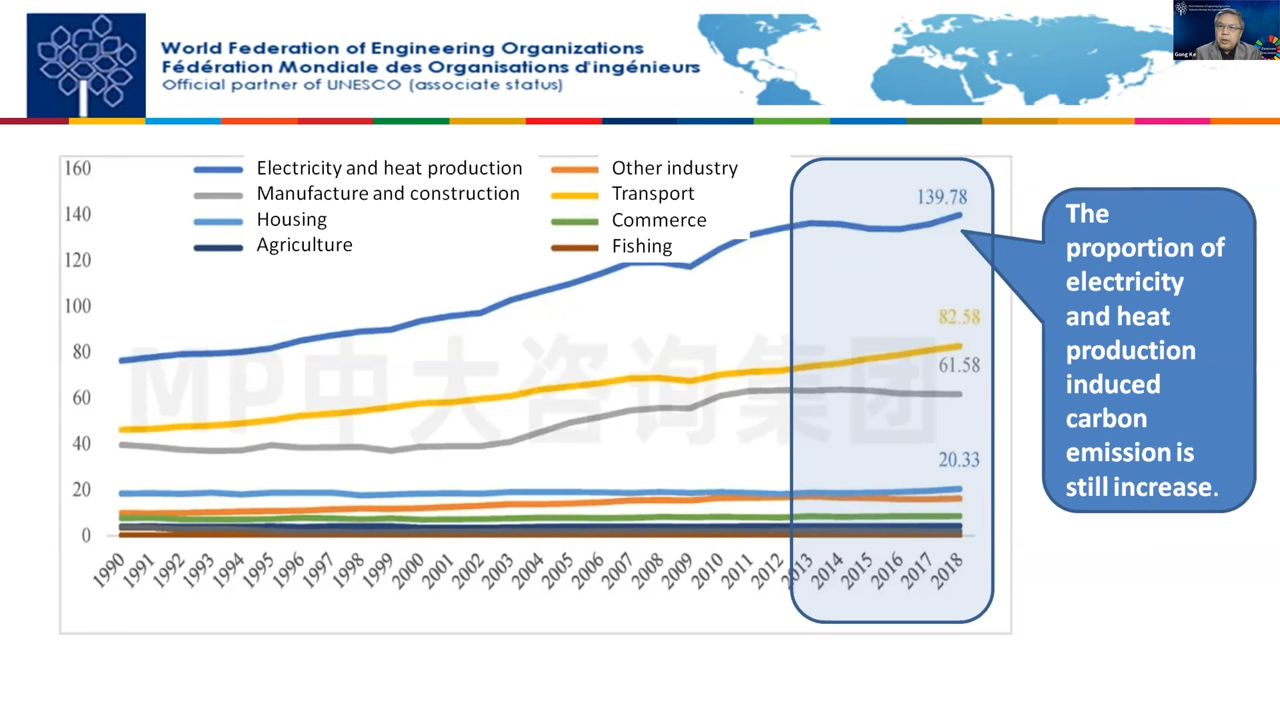 World Federation of Engineering Organizations
Fédération Mondiale des Organisations d'ingénieurs
Official partner of UNESCO (associate status)
Gong Ke
160
140
120
100
80
60
40
20
0
Electricity and heat production
Other industry
Manufacture and construction
Transport
Housing
Commerce
Agriculture
Fishing
139.78
82.58
61.58
20.33
MP中大咨询集团
1990
1991
1992
1993
1994
1995
1996
1997
1998
1999
2000
2001
2002
2003
2004
2005
2006
2007
2008
2009
2010
2011
2012
2013
2014
2015
2016
2017
2018
The
proportion of
electricity
and heat
production
induced
carbon
emission is
still increase.